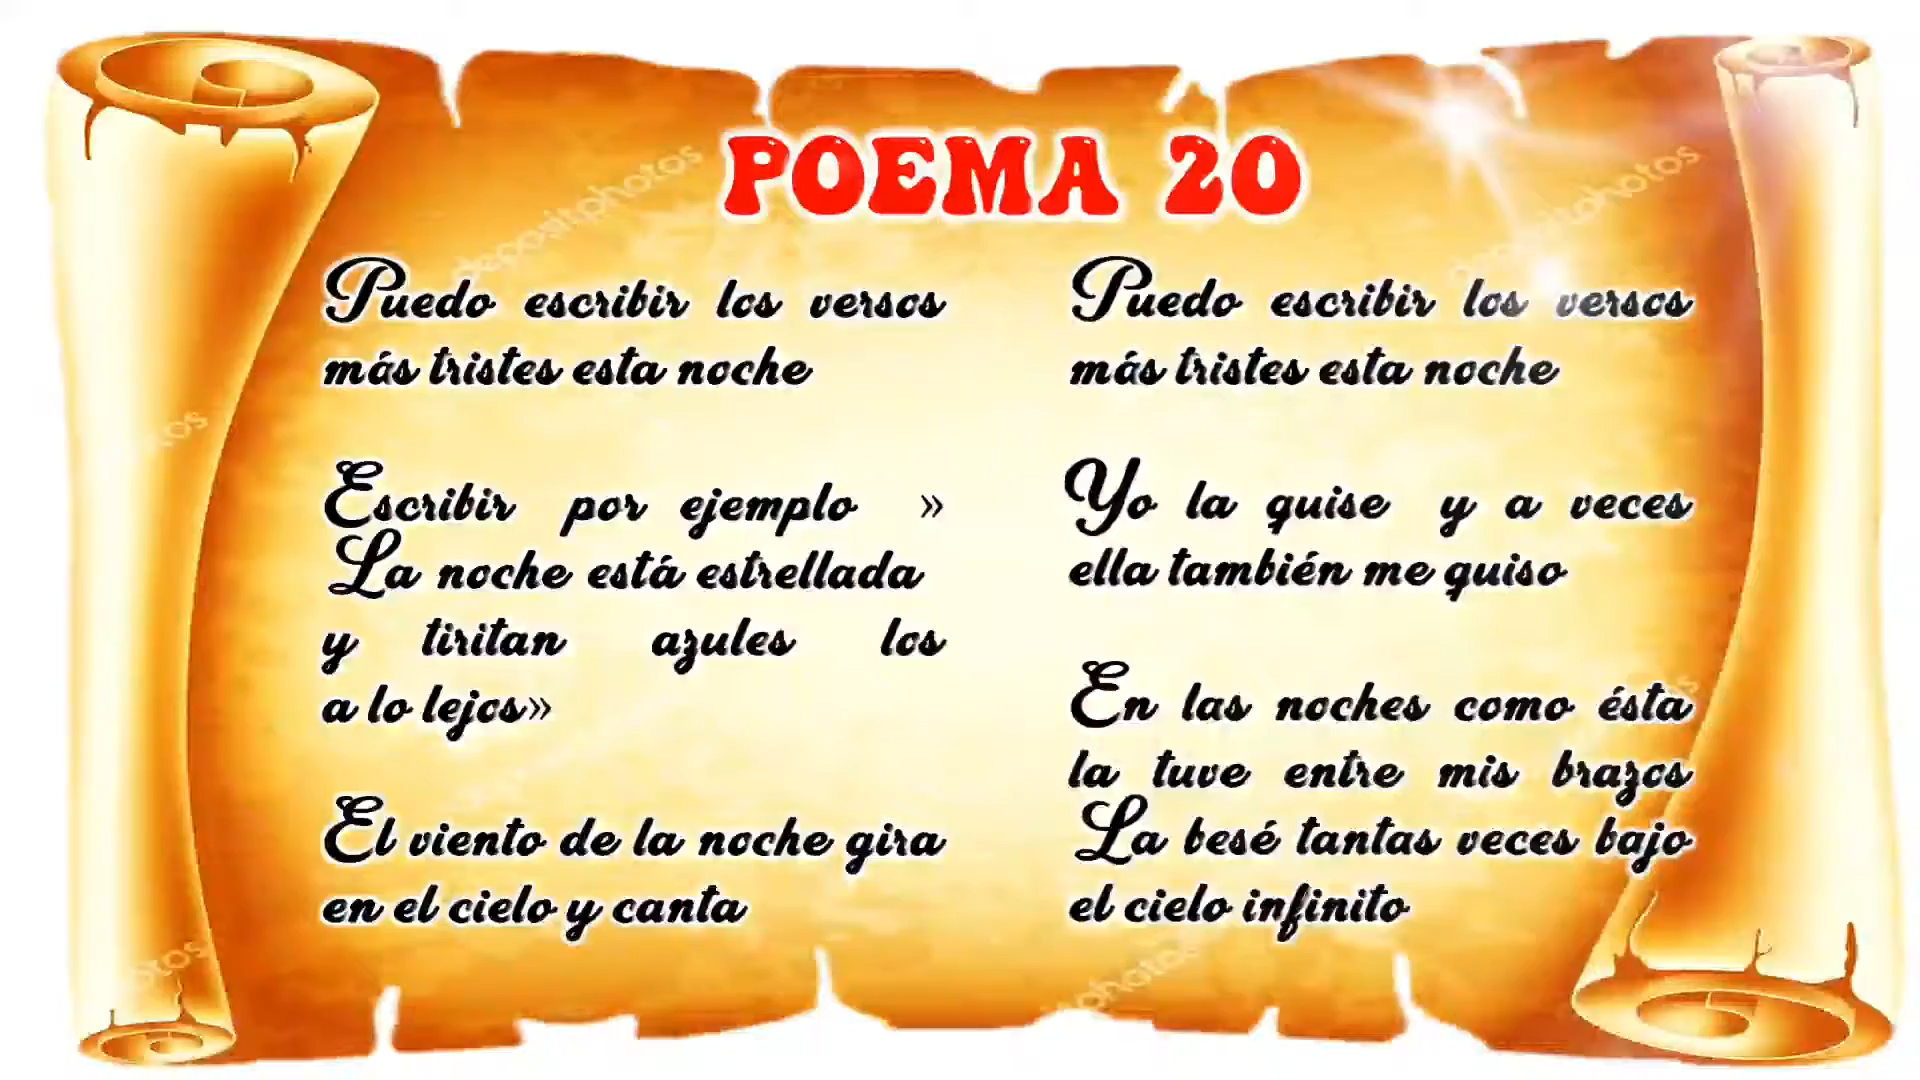 POEMA 20
Puedo escribir los versos
más tristes esta noche
Escribir por ejemplo »
La noche está estrellada
y tiritan azules los
a lo lejos»
El viento de la noche gira
en el cielo y canta
Puedo escribir los versos
más tristes esta noche
Yo la quise y a veces
ella también me quiso
En las noches como ésta
la tuve entre mis brazos
La besé tantas veces bajo
el cielo infinito
depositphotos
depositphotos